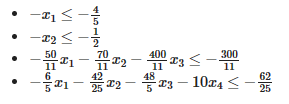 • −x₁ ≤ −4/5
• −x₂ ≤ −1/2
• −50/11 x₁ − 70/11 x₂ − 400/11 x₃ ≤ −300/11
• −6/5 x₁ − 42/25 x₂ − 48/5 x₃ − 10x₄ ≤ −62/25